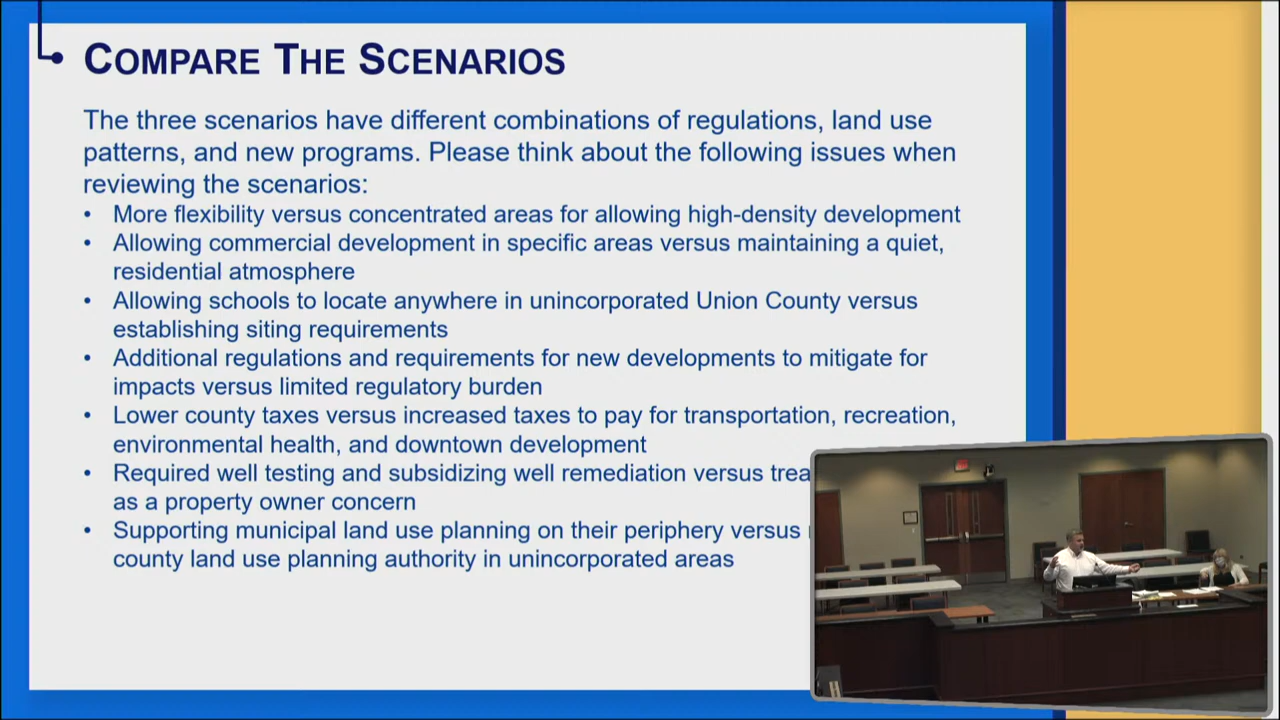 COMPARE THE SCENARIOS
The three scenarios have different combinations of regulations, land use
patterns, and new programs. Please think about the following issues when
reviewing the scenarios:
• More flexibility versus concentrated areas for allowing high-density development
• Allowing commercial development in specific areas versus maintaining a quiet,
residential atmosphere
• Allowing schools to locate anywhere in unincorporated Union County versus
establishing siting requirements
• Additional regulations and requirements for new developments to mitigate for
impacts versus limited regulatory burden
• Lower county taxes versus increased taxes to pay for transportation, recreation,
environmental health, and downtown development
• Required well testing and subsidizing well remediation versus trea
as a property owner concern
• Supporting municipal land use planning on their periphery versus
county land use planning authority in unincorporated areas